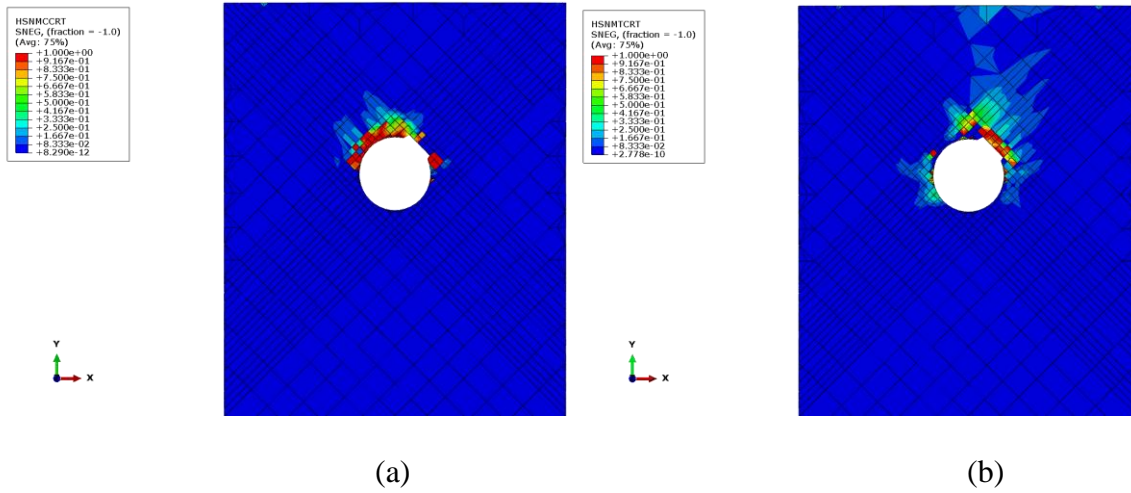 HSNMCCRT
SNEG, (fraction = -1.0)
(Avg: 75%)
+1.000e+00
+9.167e-01
+8.333e-01
+7.500e-01
+6.667e-01
+5.833e-01
+5.000e-01
+4.167e-01
+3.333e-01
+2.500e-01
+1.667e-01
+8.333e-02
+8.290e-12
Y
X
HSNMTCRT
SNEG, (fraction = -1.0)
(Avg: 75%)
+1.000e+00
+9.167e-01
+8.333e-01
+7.500e-01
+6.667e-01
+5.833e-01
+5.000e-01
+4.167e-01
+3.333e-01
+2.500e-01
+1.667e-01
+8.333e-02
+2.778e-10
Y
X
(a)
(b)